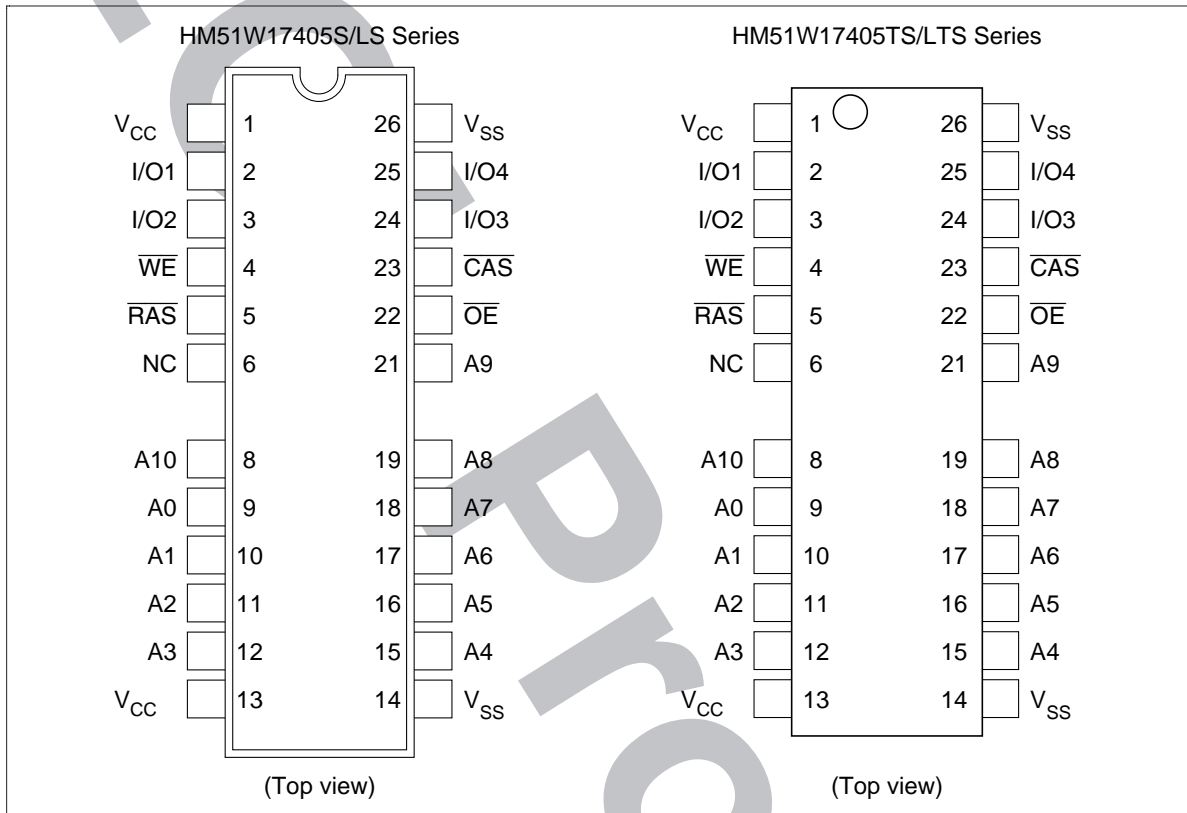 HM51W17405S/LS Series
VCC 1 26 VSS
I/O1 2 25 I/O4
I/O2 3 24 I/O3
WE 4 23 CAS
RAS 5 22 OE
NC 6 21 A9
A10 8 19 A8
A0 9 18 A7
A1 10 17 A6
A2 11 16 A5
A3 12 15 A4
VCC 13 14 VSS
(Top view)
HM51W17405TS/LTS Series
VCC 1 26 VSS
I/O1 2 25 I/O4
I/O2 3 24 I/O3
WE 4 23 CAS
RAS 5 22 OE
NC 6 21 A9
A10 8 19 A8
A0 9 18 A7
A1 10 17 A6
A2 11 16 A5
A3 12 15 A4
VCC 13 14 VSS
(Top view)